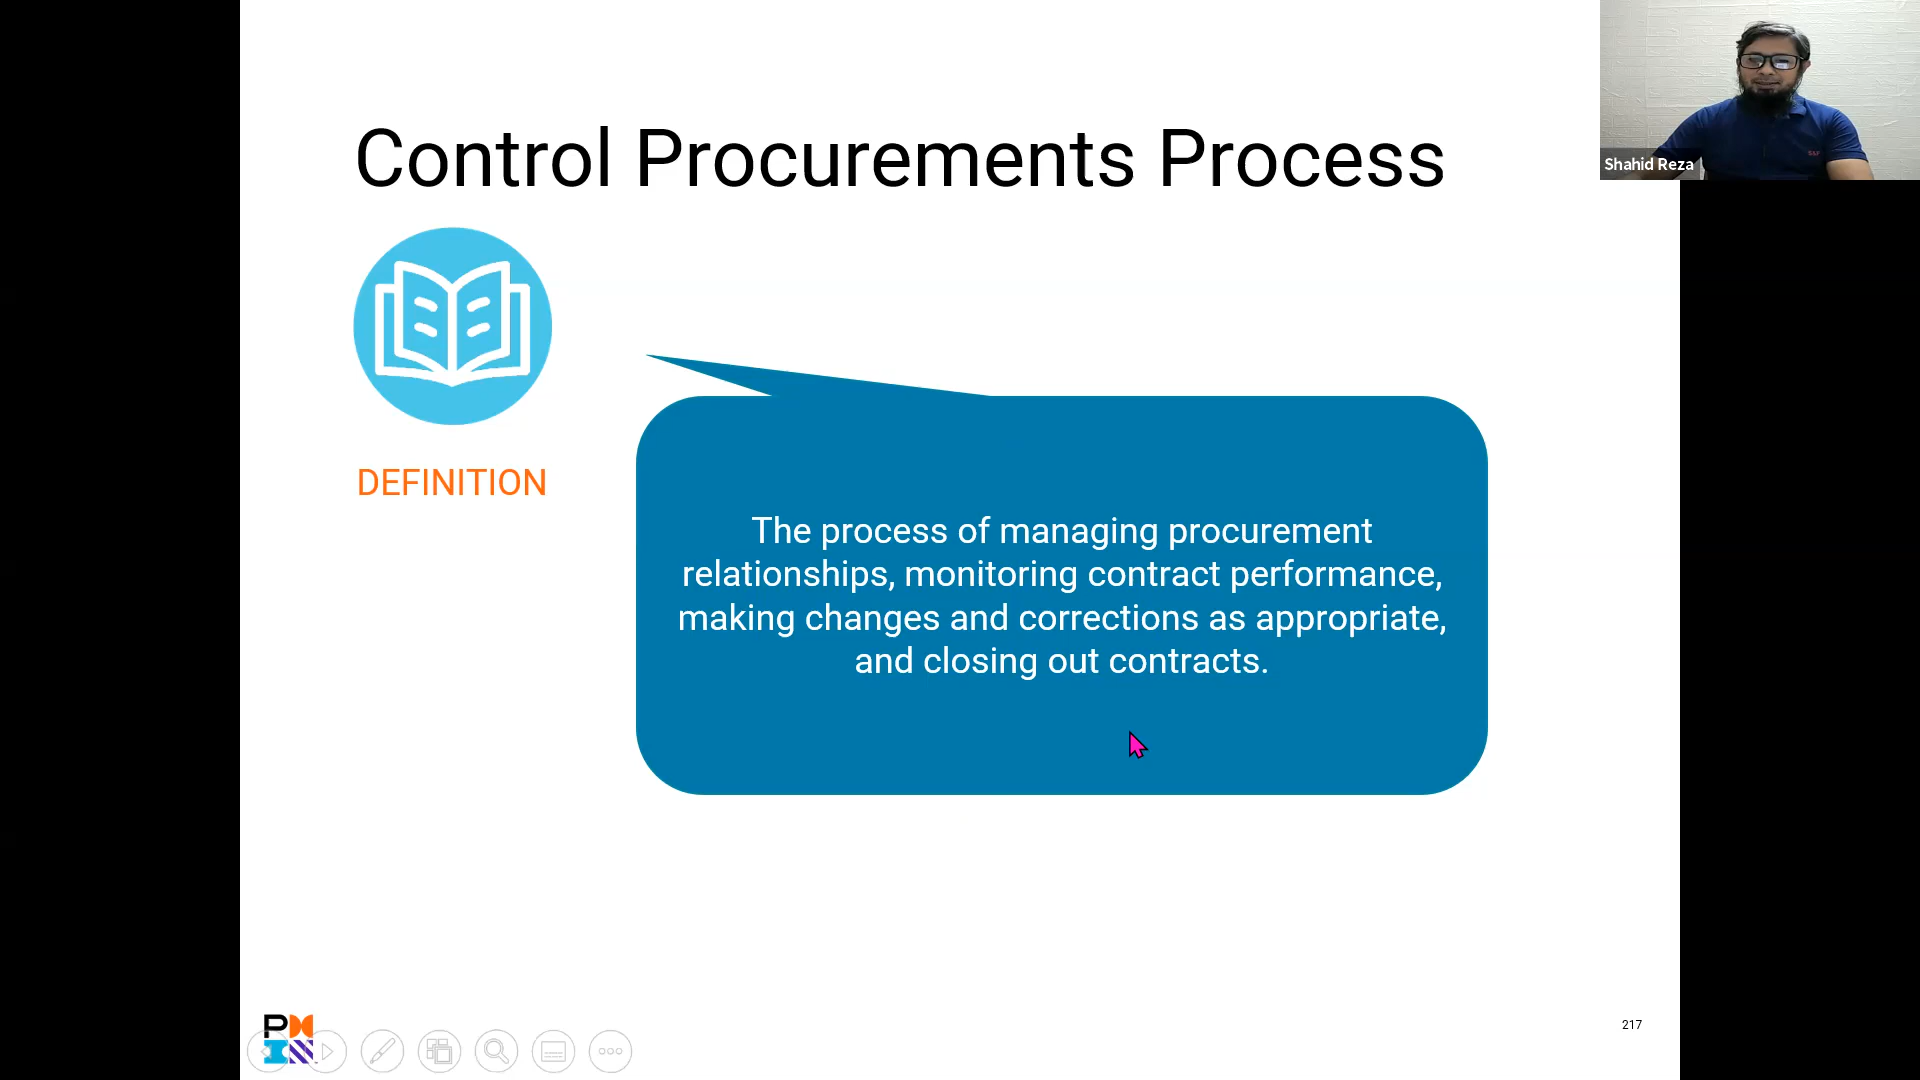 Control Procurements Process
Shahid Reza
DEFINITION
The process of managing procurement
relationships, monitoring contract performance,
making changes and corrections as appropriate,
and closing out contracts.
217